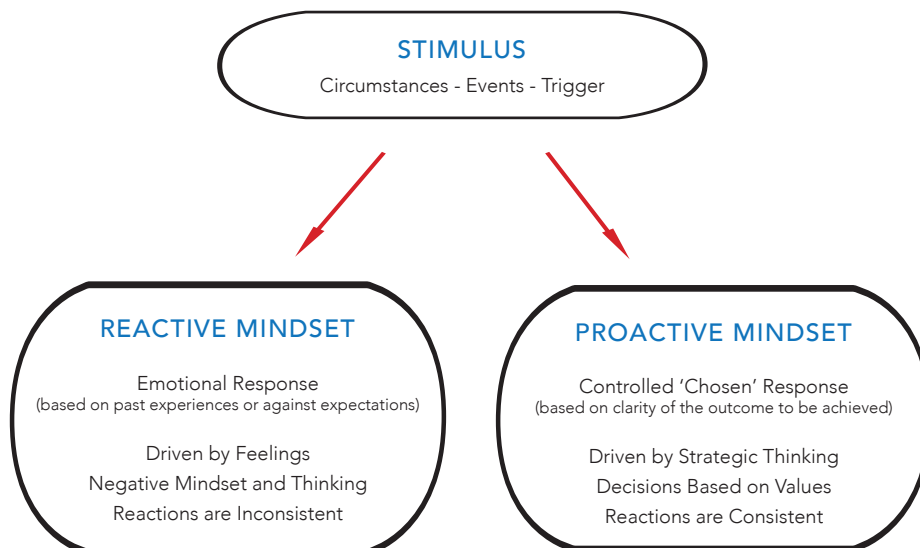 STIMULUS
Circumstances - Events - Trigger
REACTIVE MINDSET
Emotional Response
(based on past experiences or against expectations)
Driven by Feelings
Negative Mindset and Thinking
Reactions are Inconsistent
PROACTIVE MINDSET
Controlled ‘Chosen’ Response
(based on clarity of the outcome to be achieved)
Driven by Strategic Thinking
Decisions Based on Values
Reactions are Consistent